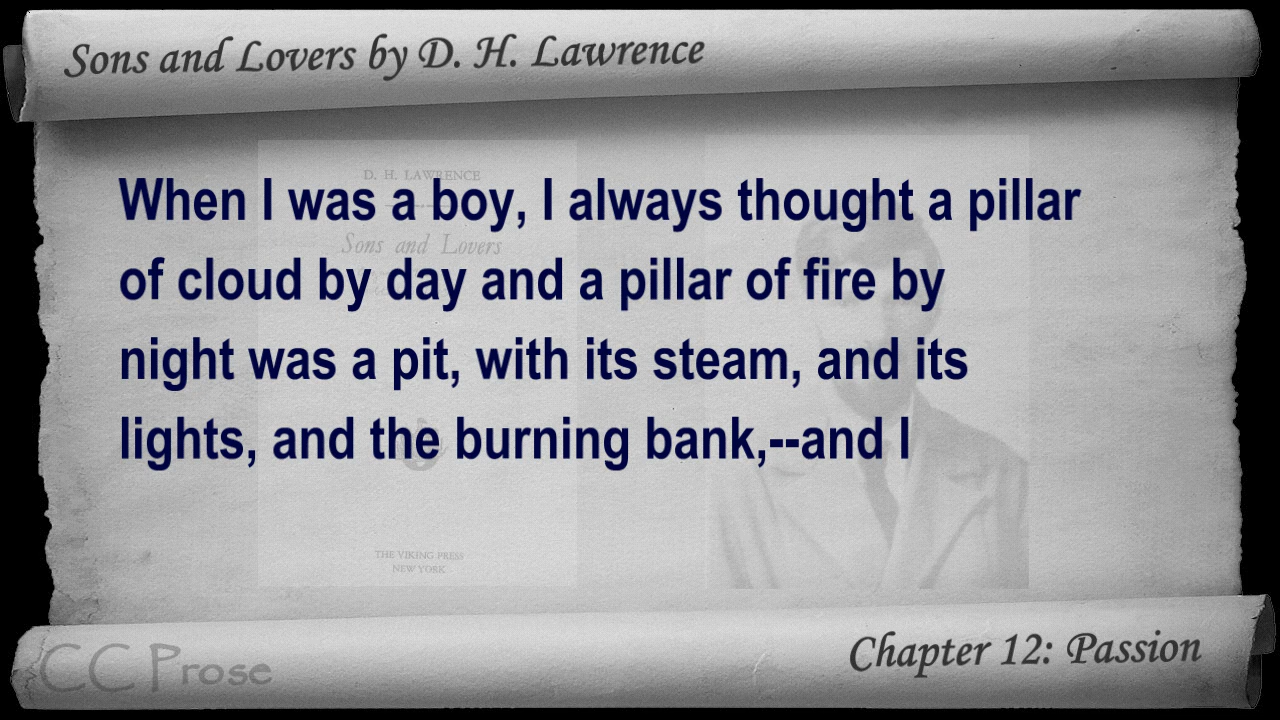 Sons and Lovers by D. H. Lawrence
D. H. LAWRENCE
When I was a boy, I always thought a pillar
Sons and Lovers
of cloud by day and a pillar of fire by
night was a pit, with its steam, and its
lights, and the burning bank,--and I
THE VIKING PRESS
NEW YORK
CC Prose
Chapter 12: Passion